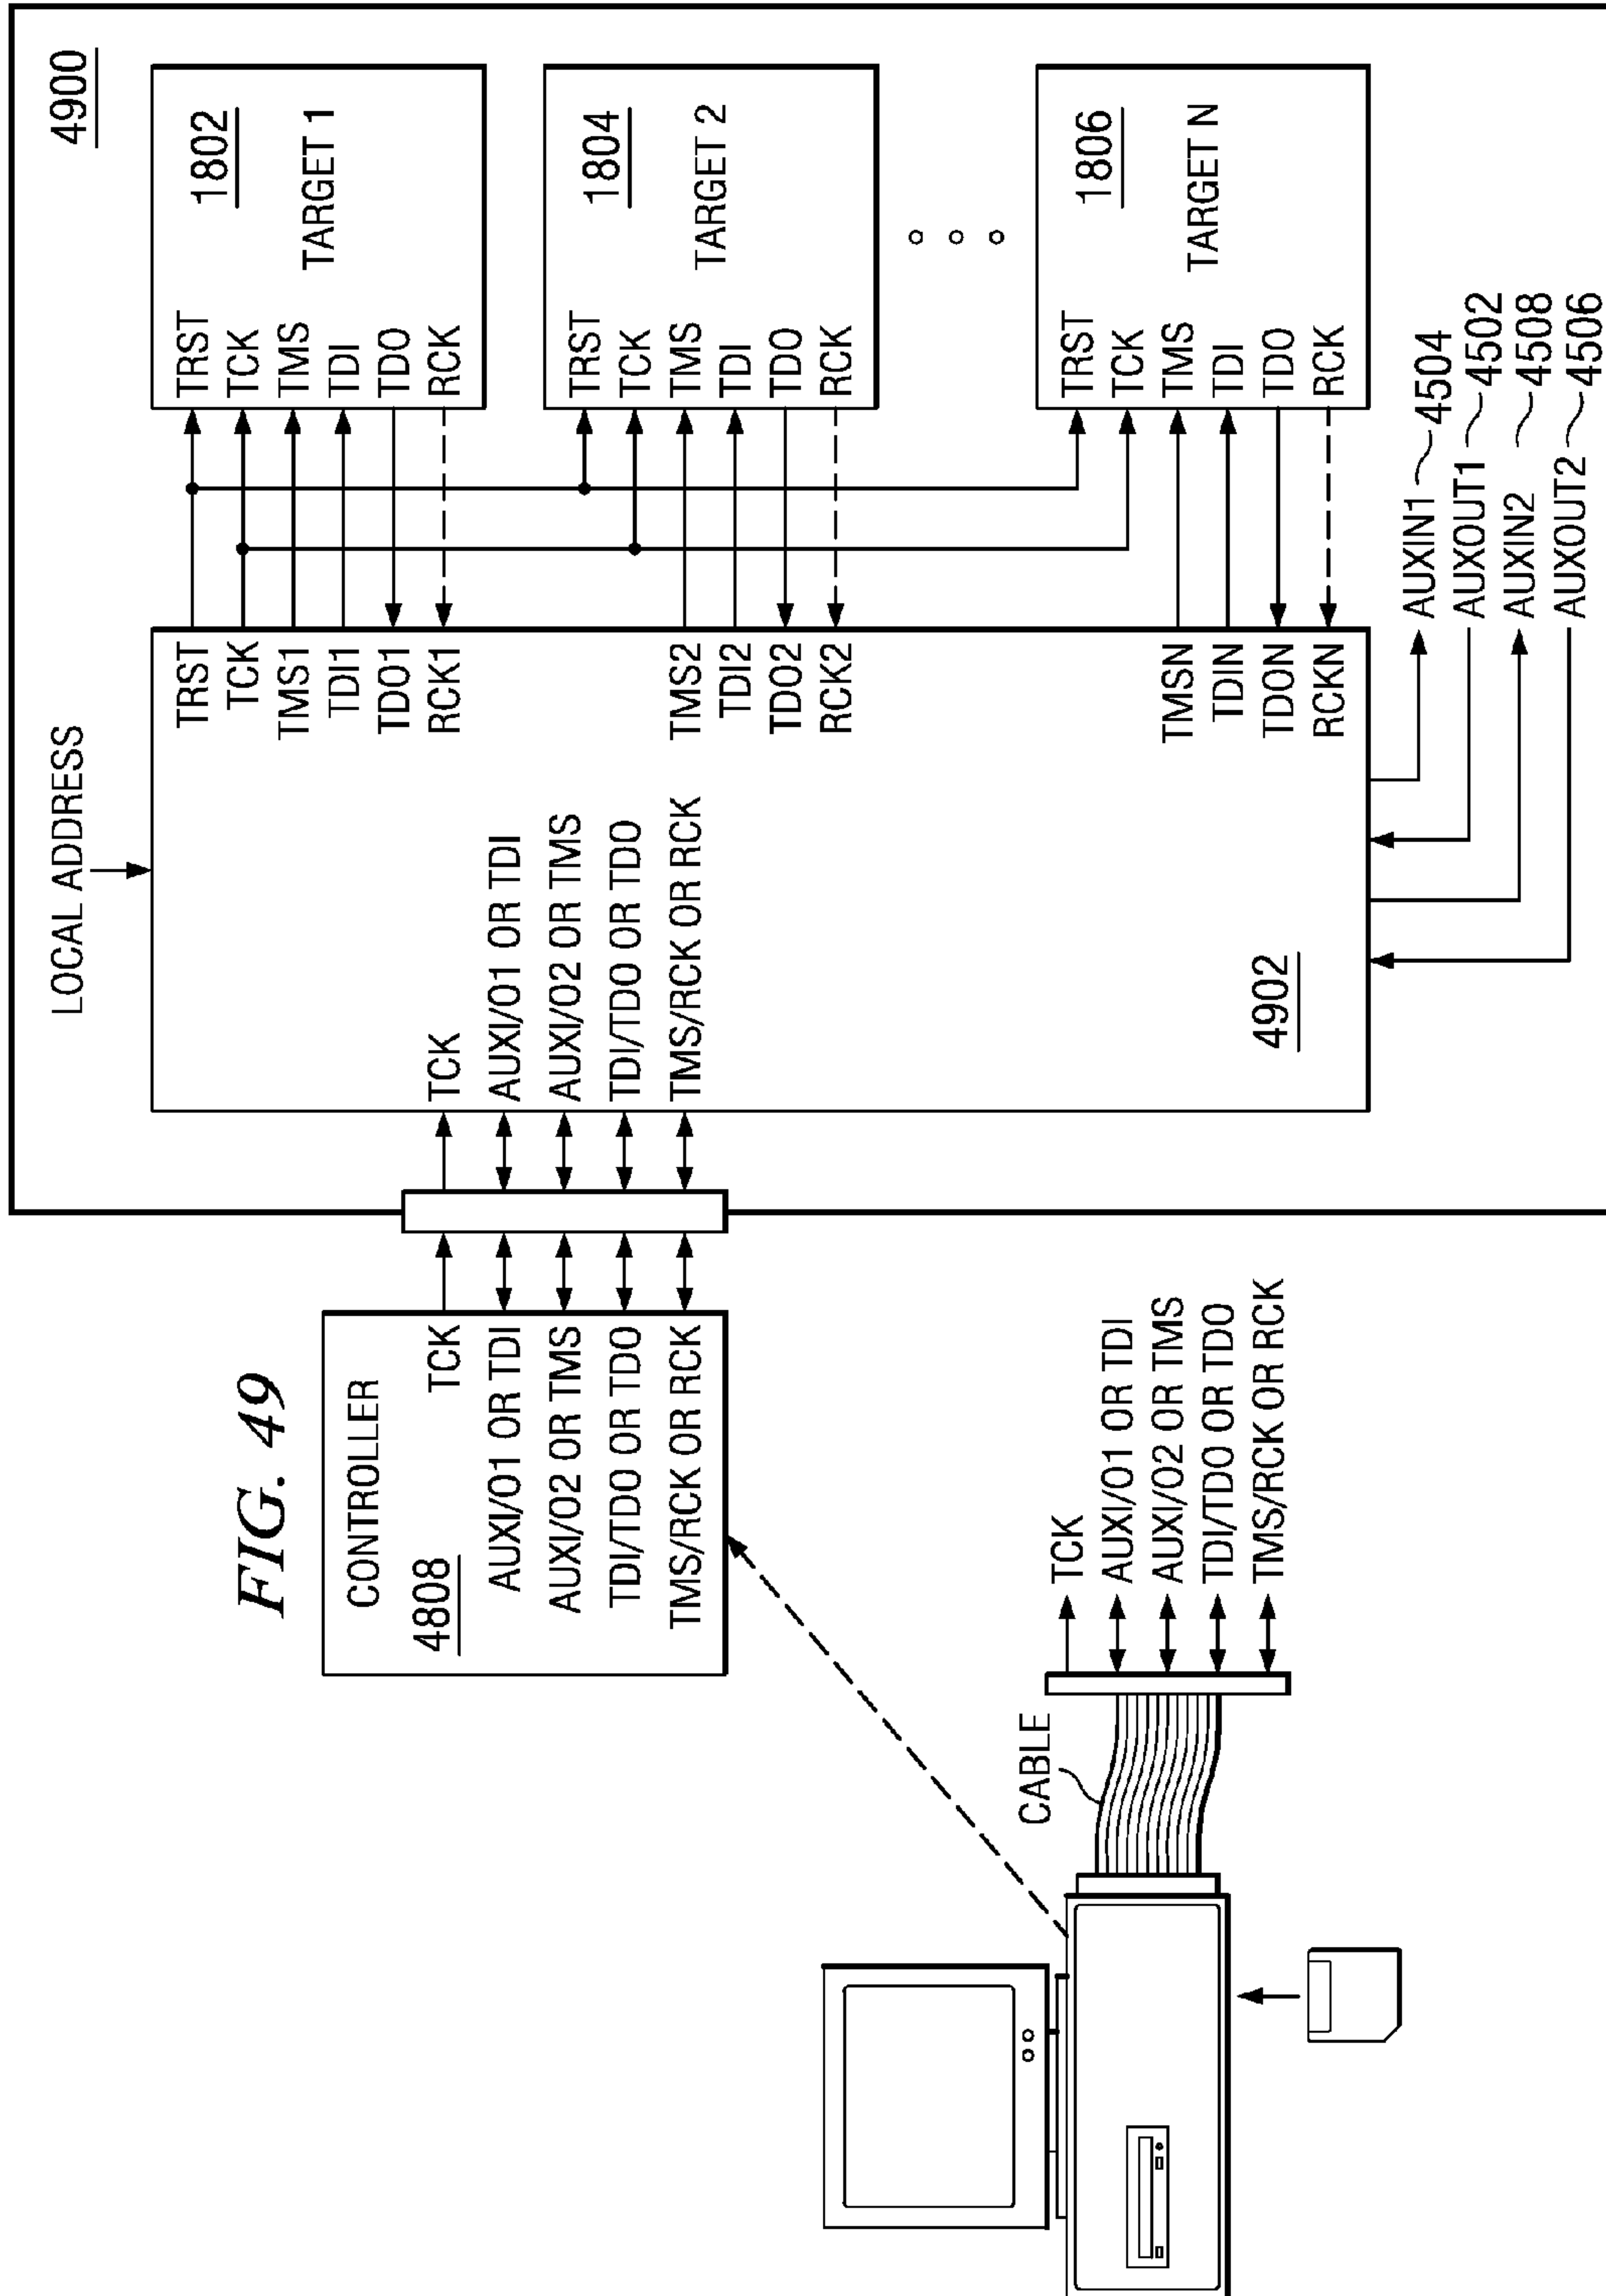 FIG. 49
4900
LOCAL ADDRESS
CONTROLLER
4808
TCK
AUXI/O1 OR TDI
AUXI/O2 OR TMS
TDI/TDO OR TDO
TMS/RCK OR RCK
TCK
AUXI/O1 OR TDI
AUXI/O2 OR TMS
TDI/TDO OR TDO
TMS/RCK OR RCK
4902
TRST
TCK
TMS1
TDI1
TDO1
RCK1
TMS2
TDI2
TDO2
RCK2
TMSN
TDIN
TDON
RCKN
TRST
TCK
TMS
TDI
TDO
RCK
1802
TARGET 1
TRST
TCK
TMS
TDI
TDO
RCK
1804
TARGET 2
TRST
TCK
TMS
TDI
TDO
RCK
1806
TARGET N
AUXIN1 4504
AUXOUT1 4502
AUXIN2 4508
AUXOUT2 4506
CABLE
TCK
AUXI/O1 OR TDI
AUXI/O2 OR TMS
TDI/TDO OR TDO
TMS/RCK OR RCK